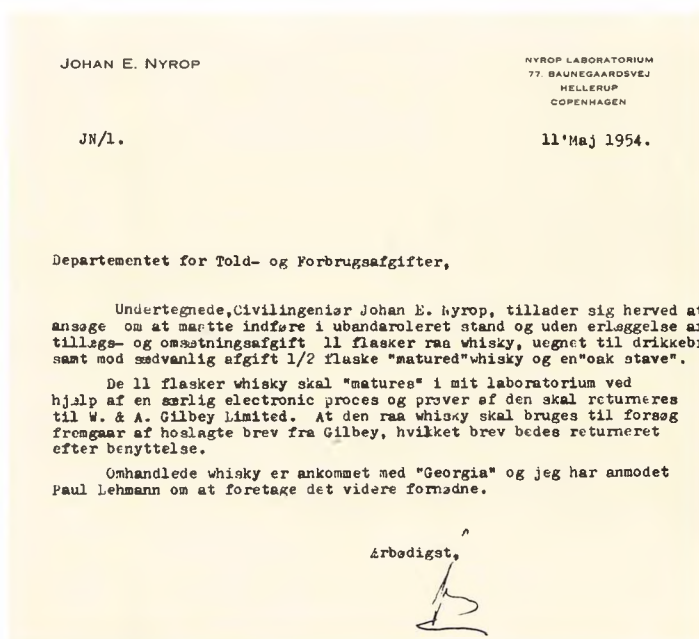 JOHAN E. NYROP
NYROP LABORATORIUM
77. BAUNEGAARDSVEJ
HELLERUP
COPENHAGEN
JN/1.
11'Maj 1954.
Departementet for Told- og Forbrugsafgifter,
Undertegnede,Civilingeniør Johan E. Nyrop, tillader sig herved at
ansøge om at maatte indføre i ubanderoleret stand og uden erlæggelse af
tillægs- og omsætningsafgift 11 flasker raa whisky, uegnet til
samt mod sædvanlig afgift 1/2 flaske "matured"whisky og en"oak stave".
De 11 flasker whisky skal "matures" i mit laboratorium ved
hjælp af en særlig electronic proces og prøver af den skal returneres
til W. & A. Gilbey Limited. At den raa whisky skal bruges til forsøg
fremgaar af hoslagte brev fra Gilbey, hvilket brev bedes returneret
efter benyttelse.
Omhandlede whisky er ankommet med "Georgia" og jeg har anmodet
Paul Lehmann om at foretage det videre fornødne.
Ærbødigst,